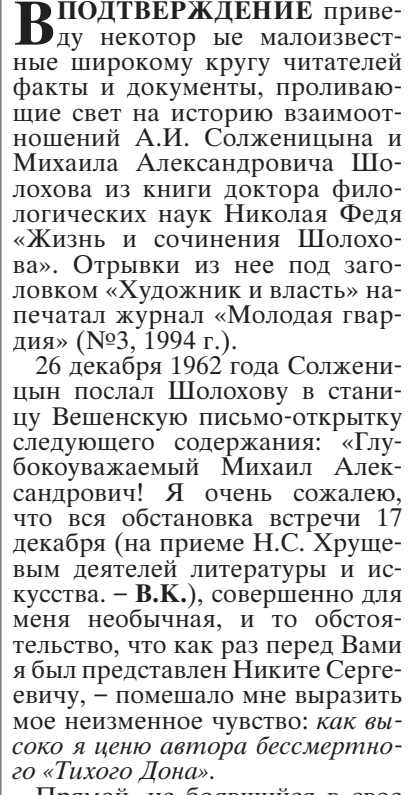 В ПОДТВЕРЖДЕНИЕ приве-
ду некотор ые малоизвест-
ные широкому кругу читателей
факты и документы, проливаю-
щие свет на историю взаимоот-
ношений А.И. Солженицына и
Михаила Александровича Шо-
лохова из книги доктора фило-
логических наук Николая Федя
«Жизнь и сочинения Шолохо-
ва». Отрывки из нее под заго-
ловком «Художник и власть» на-
печатал журнал «Молодая гвар-
дия» (№3, 1994 г.).
26 декабря 1962 года Солжени-
цын послал Шолохову в стани-
цу Вешенскую письмо-открытку
следующего содержания: «Глу-
бокоуважаемый Михаил Алек-
сандрович! Я очень сожалею,
что вся обстановка встречи 17
декабря (на приеме Н.С. Хруще-
вым деятелей литературы и ис-
кусства. – В.К.), совершенно для
меня необычная, и то обстоя-
тельство, что как раз перед Вами
я был представлен Никите Серге-
евичу, – помешало мне выразить
мое неизменное чувство: как вы-
соко я ценю автора бессмертно-
го «Тихого Дона».
Прямой, не боявшийся в свое